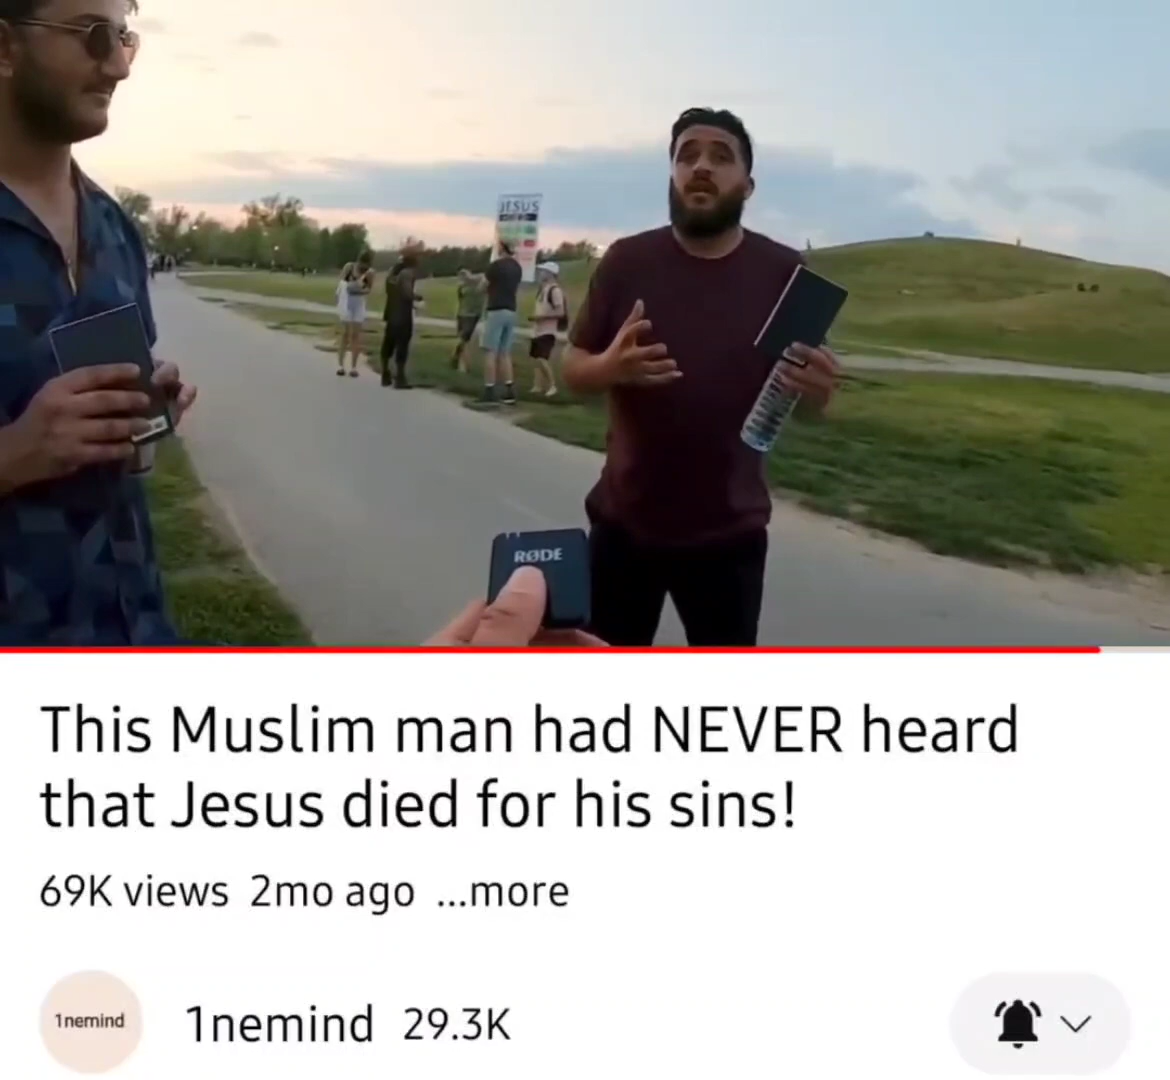 JESUS
RØDE
This Muslim man had NEVER heard
that Jesus died for his sins!
69K views 2mo ago ...more
1nemind 1nemind 29.3K